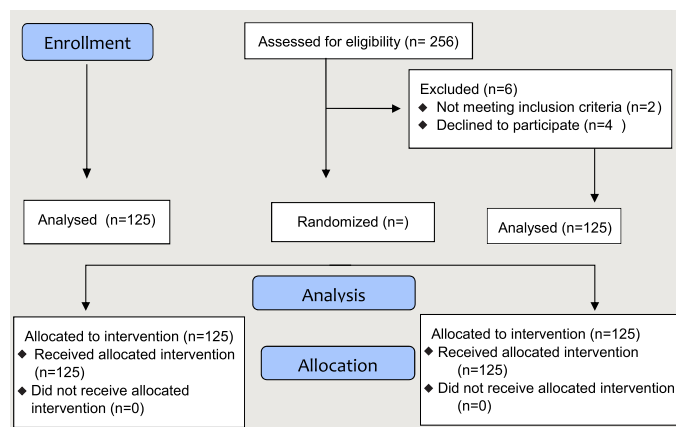 Enrollment
Assessed for eligibility (n= 256)
Excluded (n=6)
◆ Not meeting inclusion criteria (n=2)
◆ Declined to participate (n=4 )
Analysed (n=125)
Randomized (n=)
Analysed (n=125)
Analysis
Allocated to intervention (n=125)
◆ Received allocated intervention
(n=125)
◆ Did not receive allocated
intervention (n=0)
Allocation
Allocated to intervention (n=125)
◆ Received allocated intervention
(n=125)
◆ Did not receive allocated intervention
(n=0)